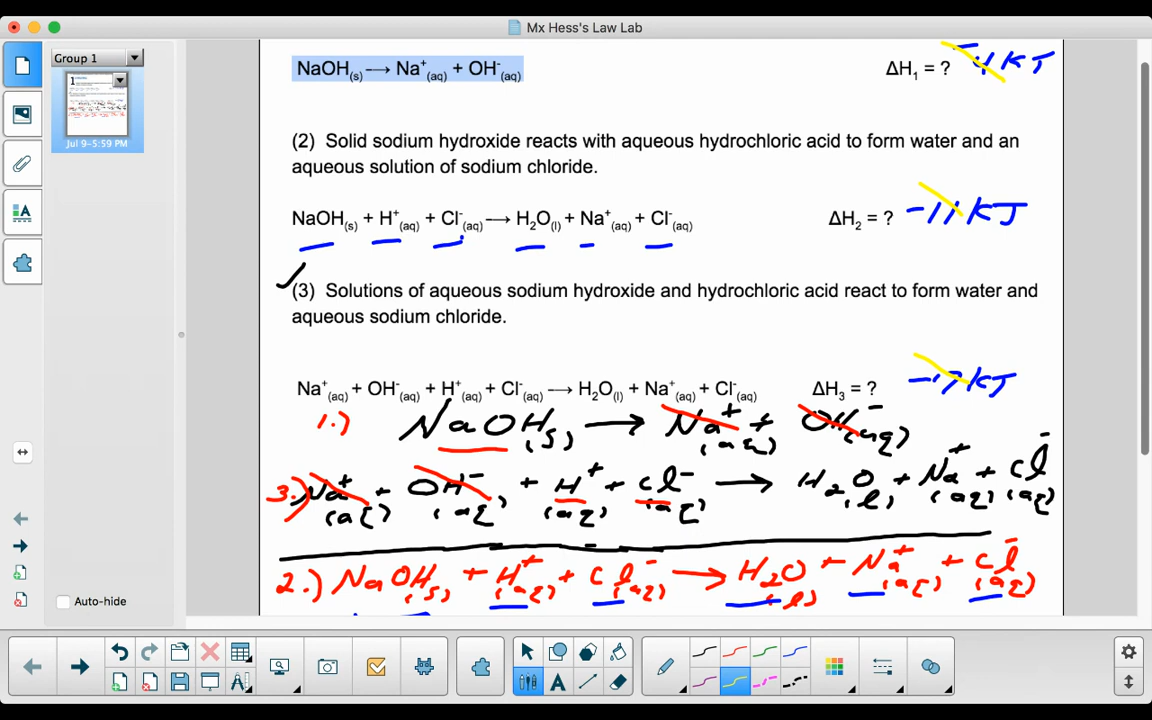 Mx Hess's Law Lab
Group 1
1
Jul 9–5:59 PM
NaOH(s) ⟶ Na⁺(aq) + OH⁻(aq) ΔH₁ = ? KJ
(2) Solid sodium hydroxide reacts with aqueous hydrochloric acid to form water and an
aqueous solution of sodium chloride.
NaOH(s) + H⁺(aq) + Cl⁻(aq) ⟶ H₂O(l) + Na⁺(aq) + Cl⁻(aq) ΔH₂ = ? -11 KJ
(3) Solutions of aqueous sodium hydroxide and hydrochloric acid react to form water and
aqueous sodium chloride.
Na⁺(aq) + OH⁻(aq) + H⁺(aq) + Cl⁻(aq) ⟶ H₂O(l) + Na⁺(aq) + Cl⁻(aq) ΔH₃ = ? KJ
1.) NaOH(s) ⟶ Na⁺(aq) + OH⁻(aq)
3.) Na⁺(aq) + OH⁻(aq) + H⁺(aq) + Cl⁻(aq) ⟶ H₂O(l) + Na⁺(aq) + Cl⁻(aq)
2.) NaOH(s) + H⁺(aq) + Cl⁻(aq) ⟶ H₂O(l) + Na⁺(aq) + Cl⁻(aq)
Auto-hide